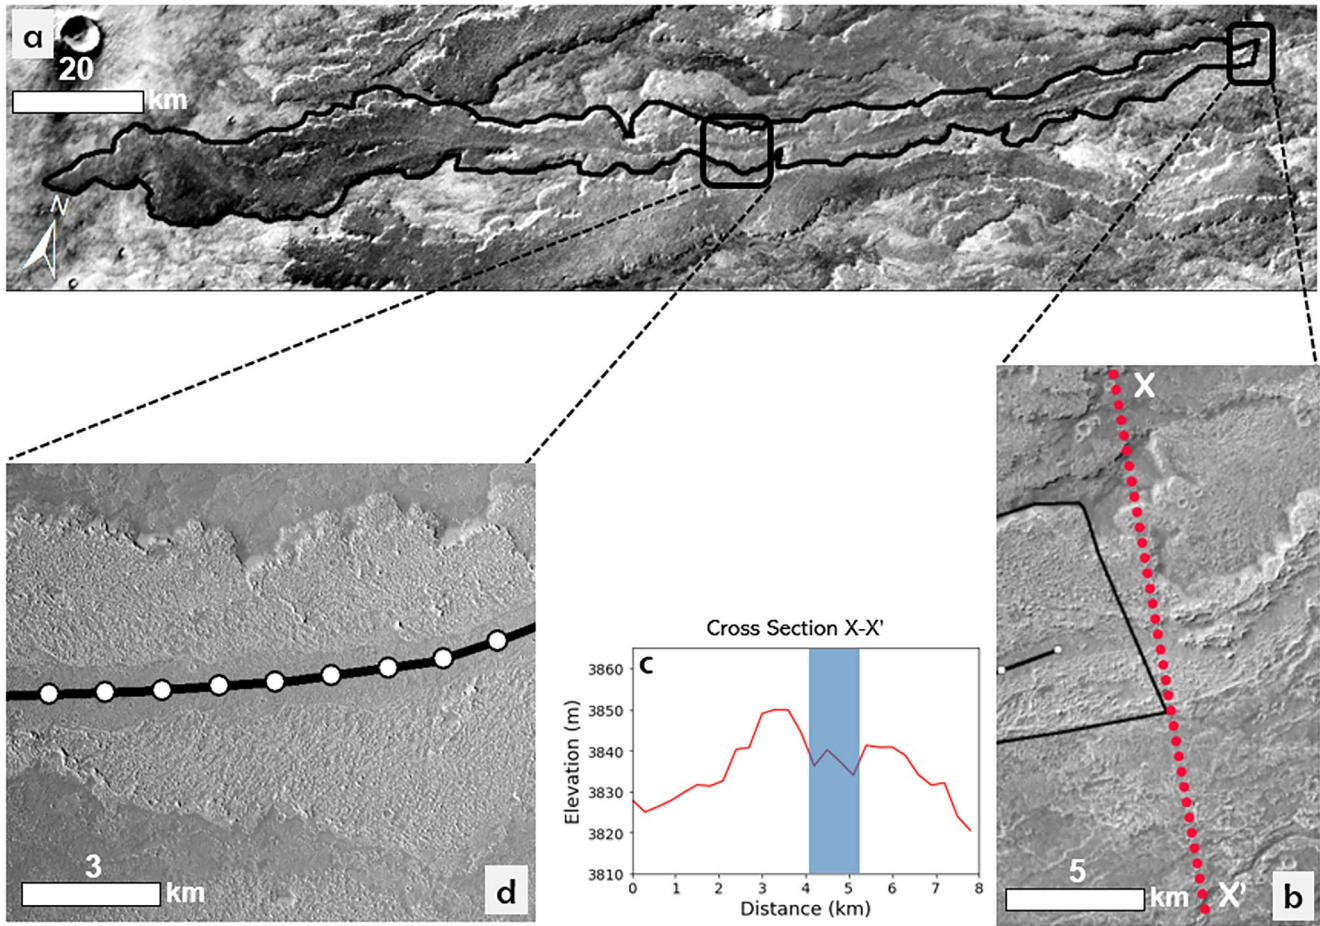 a
20
km
N
X
3
km
d
Cross Section X-X'
c
3860
3850
3840
3830
3820
3810
Elevation (m)
0 1 2 3 4 5 6 7 8
Distance (km)
5
km
X'
b